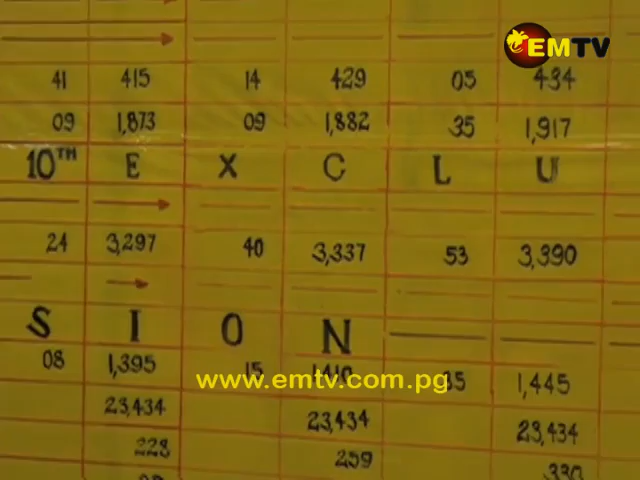 EMTV
41 415 14 429 05 434
09 1,873 09 1,882 35 1,917
10TH E X C L U
24 3,297 40 3,337 53 3,390
S I O N
08 1,395 15 1,410 35 1,445
www.emtv.com.pg
23,434 23,434 23,434
228 259 330